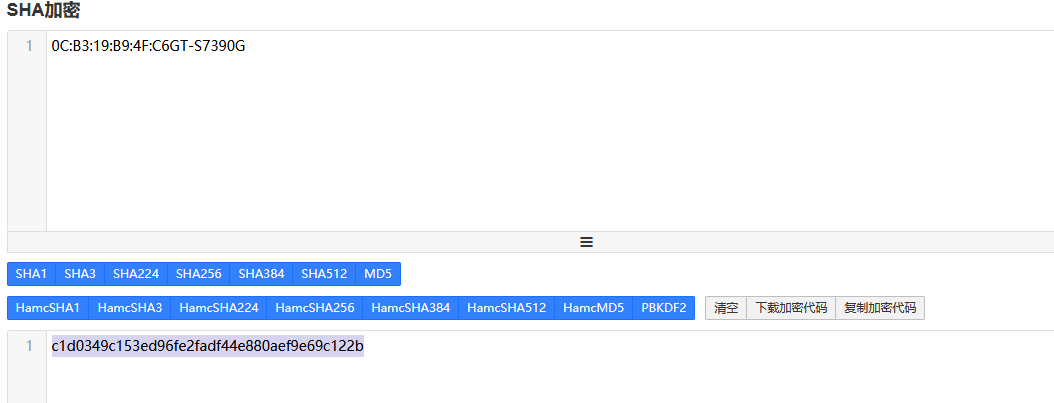 SHA加密
1 0C:B3:19:B9:4F:C6GT-S7390G
SHA1 SHA3 SHA224 SHA256 SHA384 SHA512 MD5
HamcSHA1 HamcSHA3 HamcSHA224 HamcSHA256 HamcSHA384 HamcSHA512 HamcMD5 PBKDF2 清空 下载加密代码 复制加密代码
1 c1d0349c153ed96fe2fadf44e880aef9e69c122b